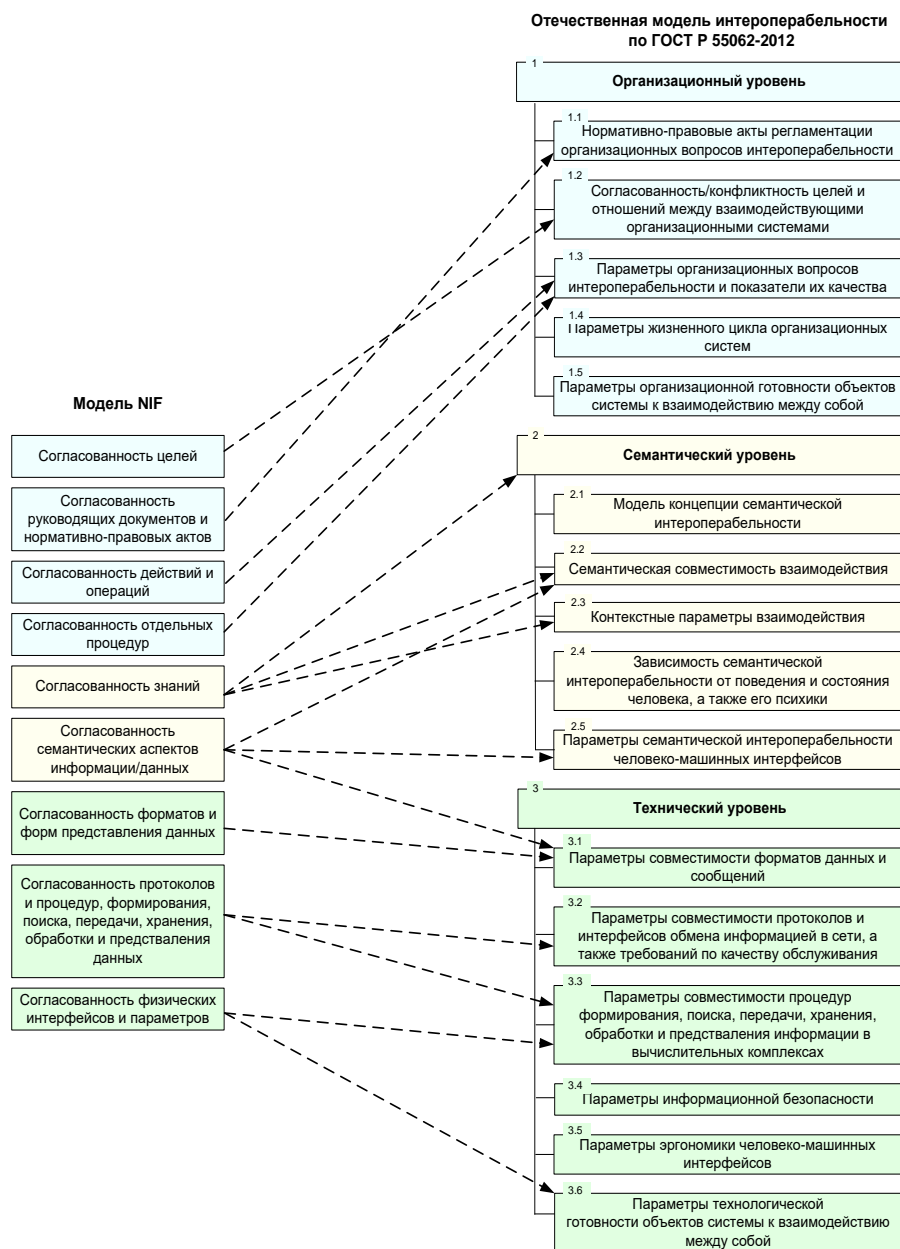 Отечественная модель интероперабельности
по ГОСТ Р 55062-2012
1
Организационный уровень
1.1
Нормативно-правовые акты регламентации
организационных вопросов интероперабельности
1.2
Согласованность/конфликтность целей и
отношений между взаимодействующими
организационными системами
1.3
Параметры организационных вопросов
интероперабельности и показатели их качества
1.4
Параметры жизненного цикла организационных
систем
1.5
Параметры организационной готовности объектов
системы к взаимодействию между собой
Модель NIF
Согласованность целей
Согласованность
руководящих документов и
нормативно-правовых актов
Согласованность действий и
операций
Согласованность отдельных
процедур
Согласованность знаний
Согласованность
семантических аспектов
информации/данных
Согласованность форматов и
форм представления данных
Согласованность протоколов
и процедур, формирования,
поиска, передачи, хранения,
обработки и предстваления
данных
Согласованность физических
интерфейсов и параметров
2
Семантический уровень
2.1
Модель концепции семантической
интероперабельности
2.2
Семантическая совместимость взаимодействия
2.3
Контекстные параметры взаимодействия
2.4
Зависимость семантической
интероперабельности от поведения и состояния
человека, а также его психики
2.5
Параметры семантической интероперабельности
человеко-машинных интерфейсов
3
Технический уровень
3.1
Параметры совместимости форматов данных и
сообщений
3.2
Параметры совместимости протоколов и
интерфейсов обмена информацией в сети, а
также требований по качеству обслуживания
3.3
Параметры совместимости процедур
формирования, поиска, передачи, хранения,
обработки и предстваления информации в
вычислительных комплексах
3.4
Параметры информационной безопасности
3.5
Параметры эргономики человеко-машинных
интерфейсов
3.6
Параметры технологической
готовности объектов системы к взаимодействию
между собой